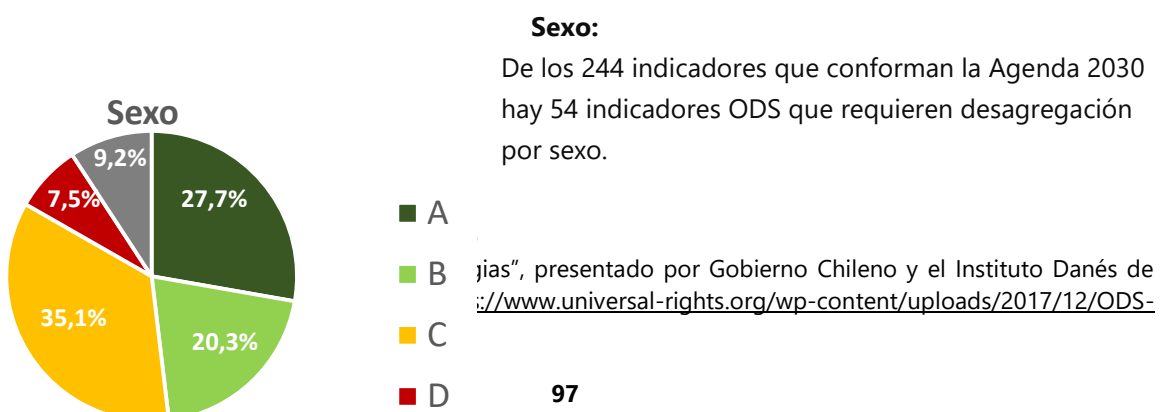 Sexo:
De los 244 indicadores que conforman la Agenda 2030
hay 54 indicadores ODS que requieren desagregación
por sexo.
Sexo
9,2%
7,5%
27,7%
35,1%
20,3%
A
B
C
D
gias”, presentado por Gobierno Chileno y el Instituto Danés de
://www.universal-rights.org/wp-content/uploads/2017/12/ODS-
97